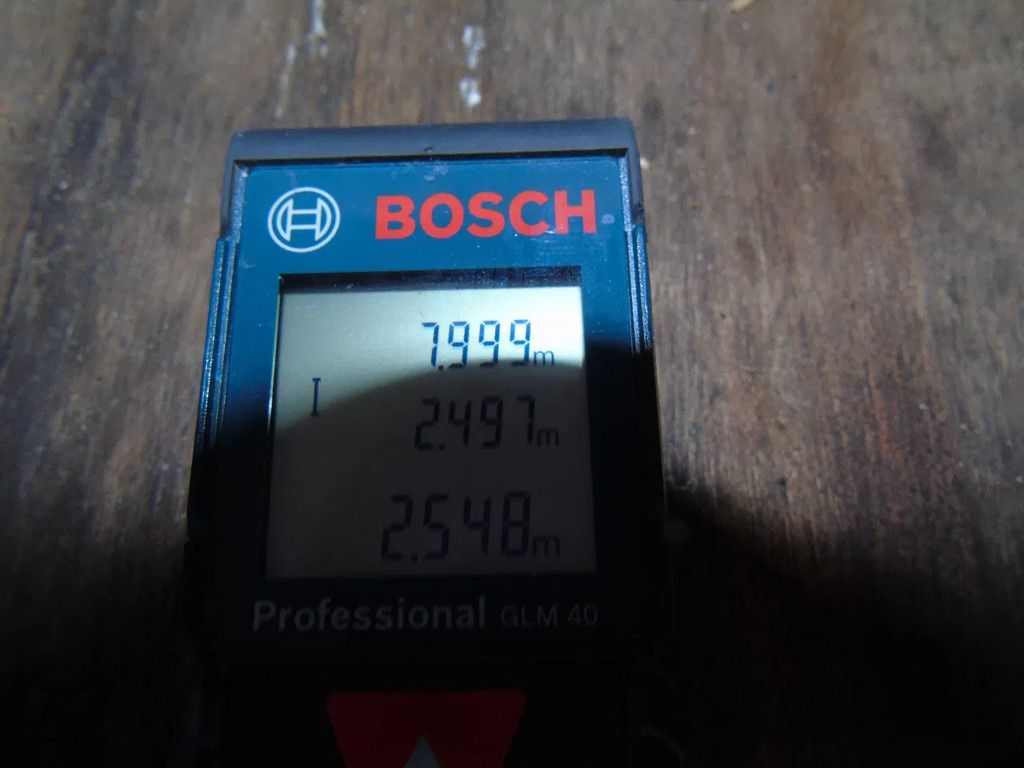 BOSCH
7.999m
2.497m
2.548m
Professional GLM 40